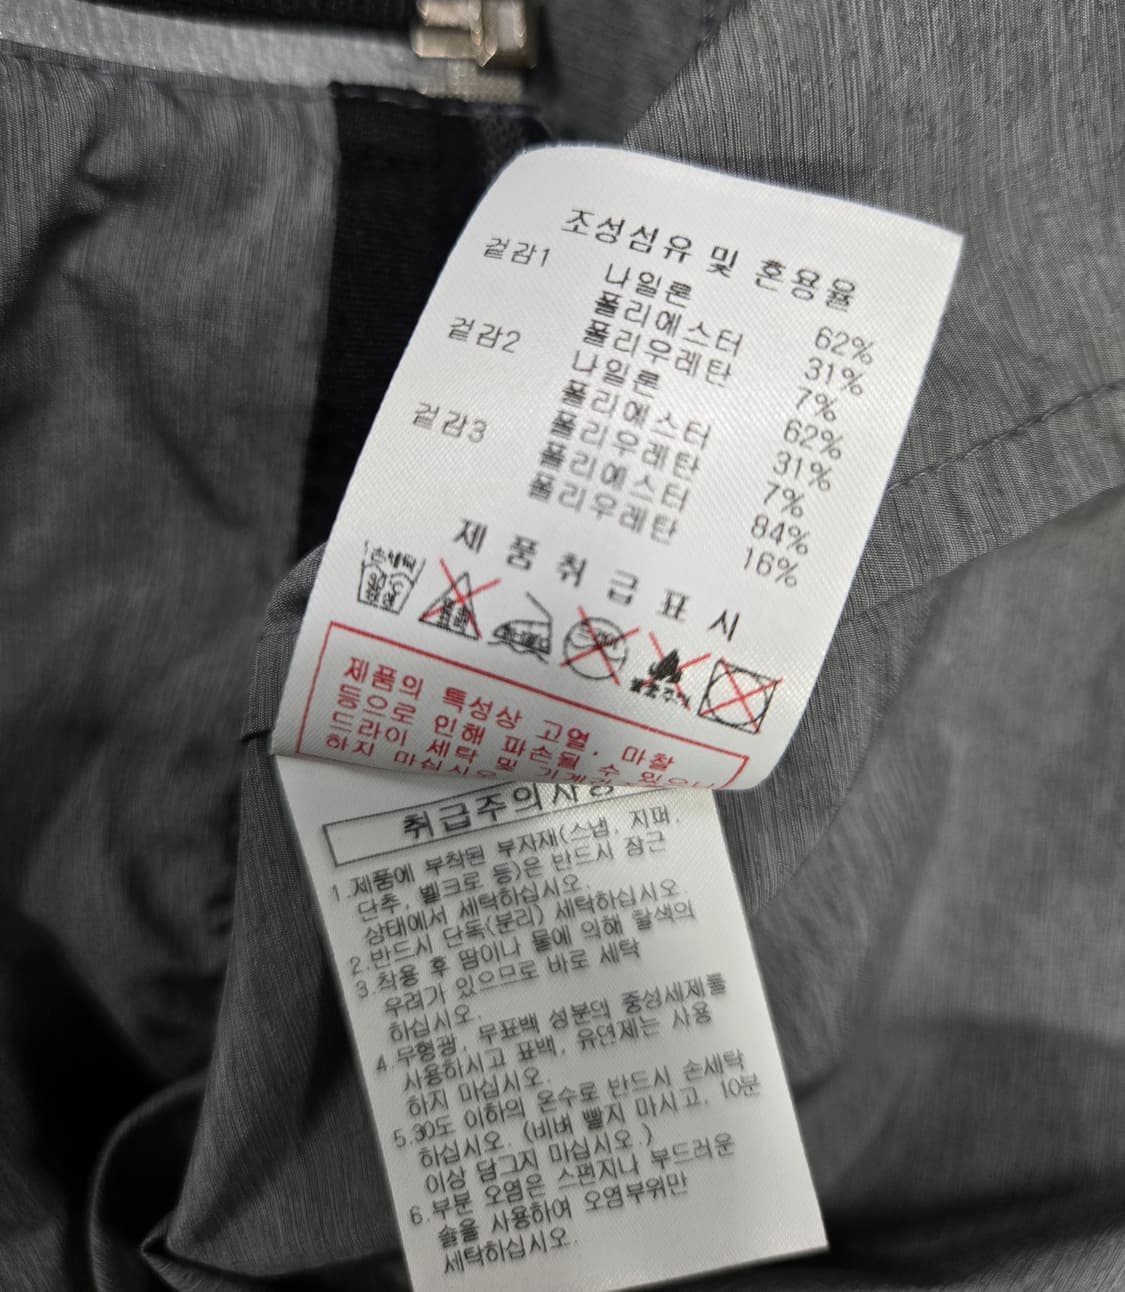 조성섬유 및 혼용율
겉감1 나일론 62%
폴리에스터 31%
폴리우레탄 7%
겉감2 나일론 62%
폴리에스터 31%
폴리우레탄 7%
겉감3 폴리에스터 84%
폴리우레탄 16%
제 품 취 급 표 시
손세탁
제품의 특성상 고열, 마찰
등으로 인해 파손될 수 있으니
드라이 세탁 및
하지 마십시오
취급주의사항
1.제품에 부착된 부자재(스냅, 지퍼,
단추, 벨크로 등)은 반드시 잠근
상태에서 세탁하십시오.
2.반드시 단독(분리) 세탁하십시오.
3.착용 후 땀이나 물에 의해 탈색의
우려가 있으므로 바로 세탁
하십시오.
4.무형광, 무표백 성분의 중성세제를
사용하시고 표백, 유연제는 사용
하지 마십시오.
5.30도 이하의 온수로 반드시 손세탁
하십시오. (비벼 빨지 마시고, 10분
이상 담그지 마십시오.)
6.부분 오염은 스펀지나 부드러운
솔을 사용하여 오염부위만
세탁하십시오.